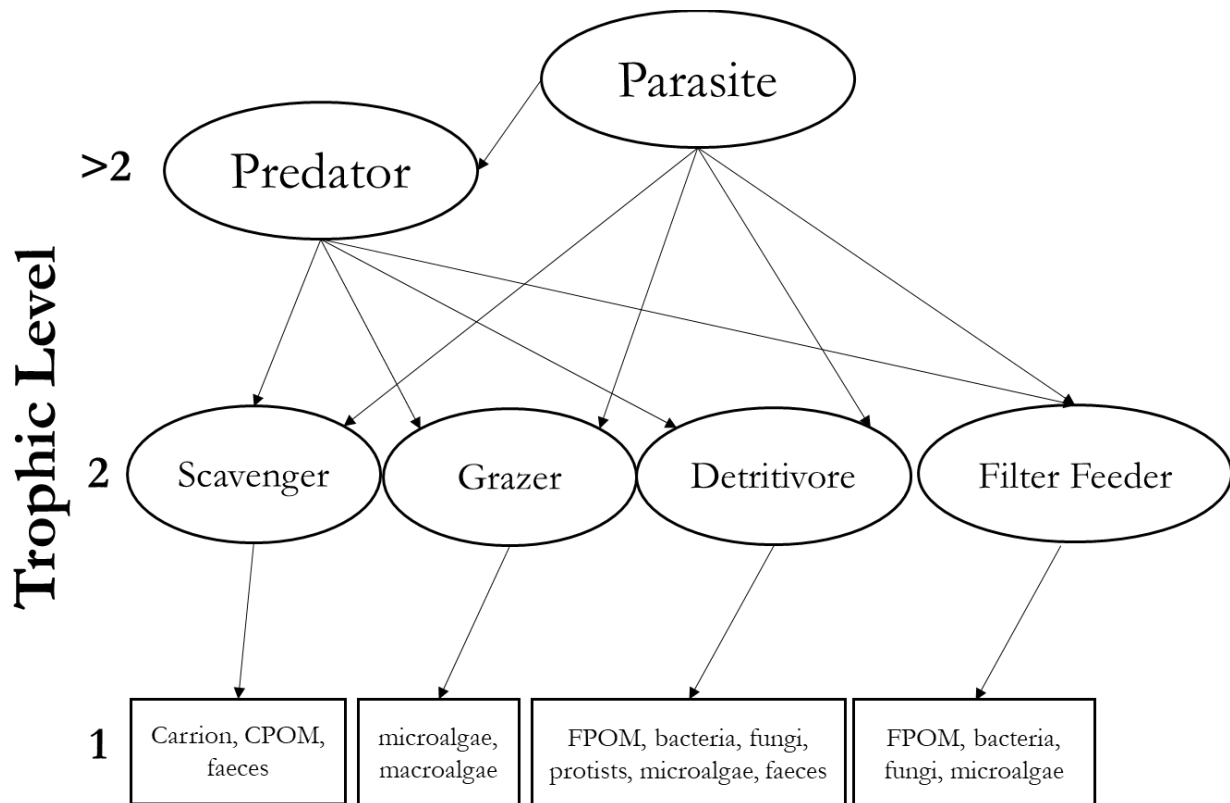 Parasite
>2
Predator
Trophic Level
2
Scavenger
Grazer
Detritivore
Filter Feeder
1
Carrion, CPOM,
faeces
microalgae,
macroalgae
FPOM, bacteria, fungi,
protists, microalgae, faeces
FPOM, bacteria,
fungi, microalgae